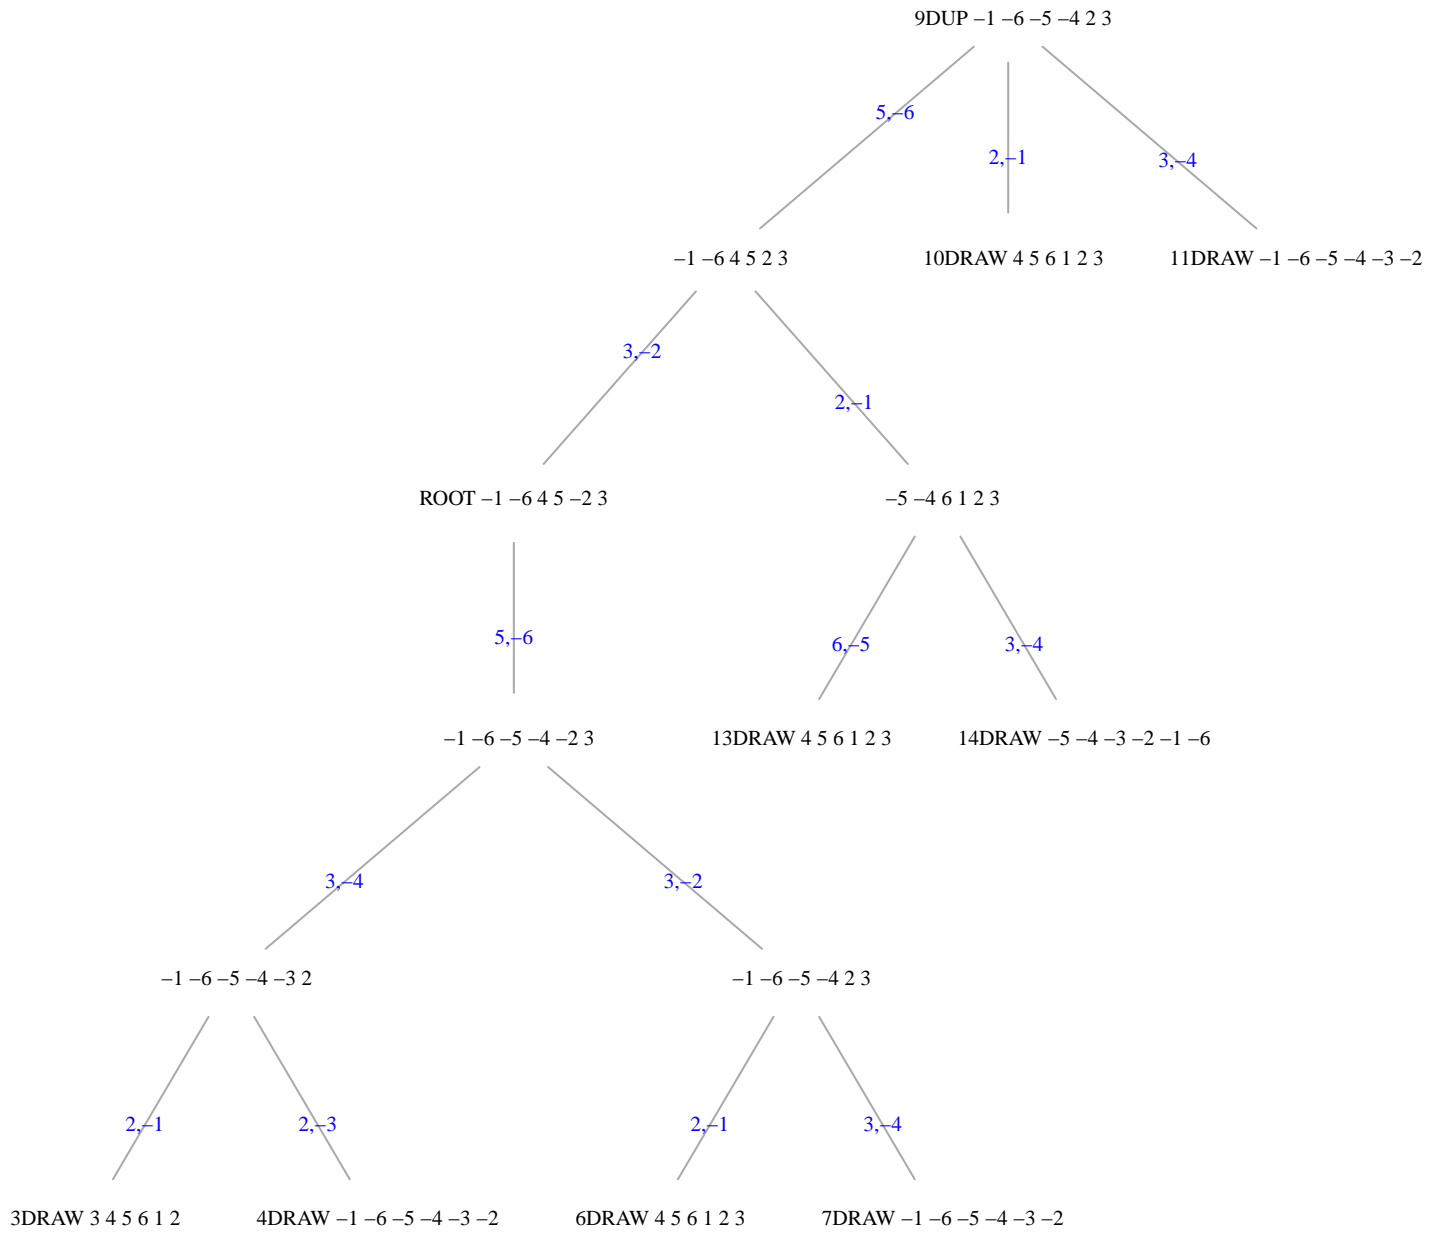 9DUP –1 –6 –5 –4 2 3
5,–6
2,–1
3,–4
–1 –6 4 5 2 3
10DRAW 4 5 6 1 2 3
11DRAW –1 –6 –5 –4 –3 –2
3,–2
2,–1
ROOT –1 –6 4 5 –2 3
–5 –4 6 1 2 3
5,–6
6,–5
3,–4
–1 –6 –5 –4 –2 3
13DRAW 4 5 6 1 2 3
14DRAW –5 –4 –3 –2 –1 –6
3,–4
3,–2
–1 –6 –5 –4 –3 2
–1 –6 –5 –4 2 3
2,–1
2,–3
2,–1
3,–4
3DRAW 3 4 5 6 1 2
4DRAW –1 –6 –5 –4 –3 –2
6DRAW 4 5 6 1 2 3
7DRAW –1 –6 –5 –4 –3 –2